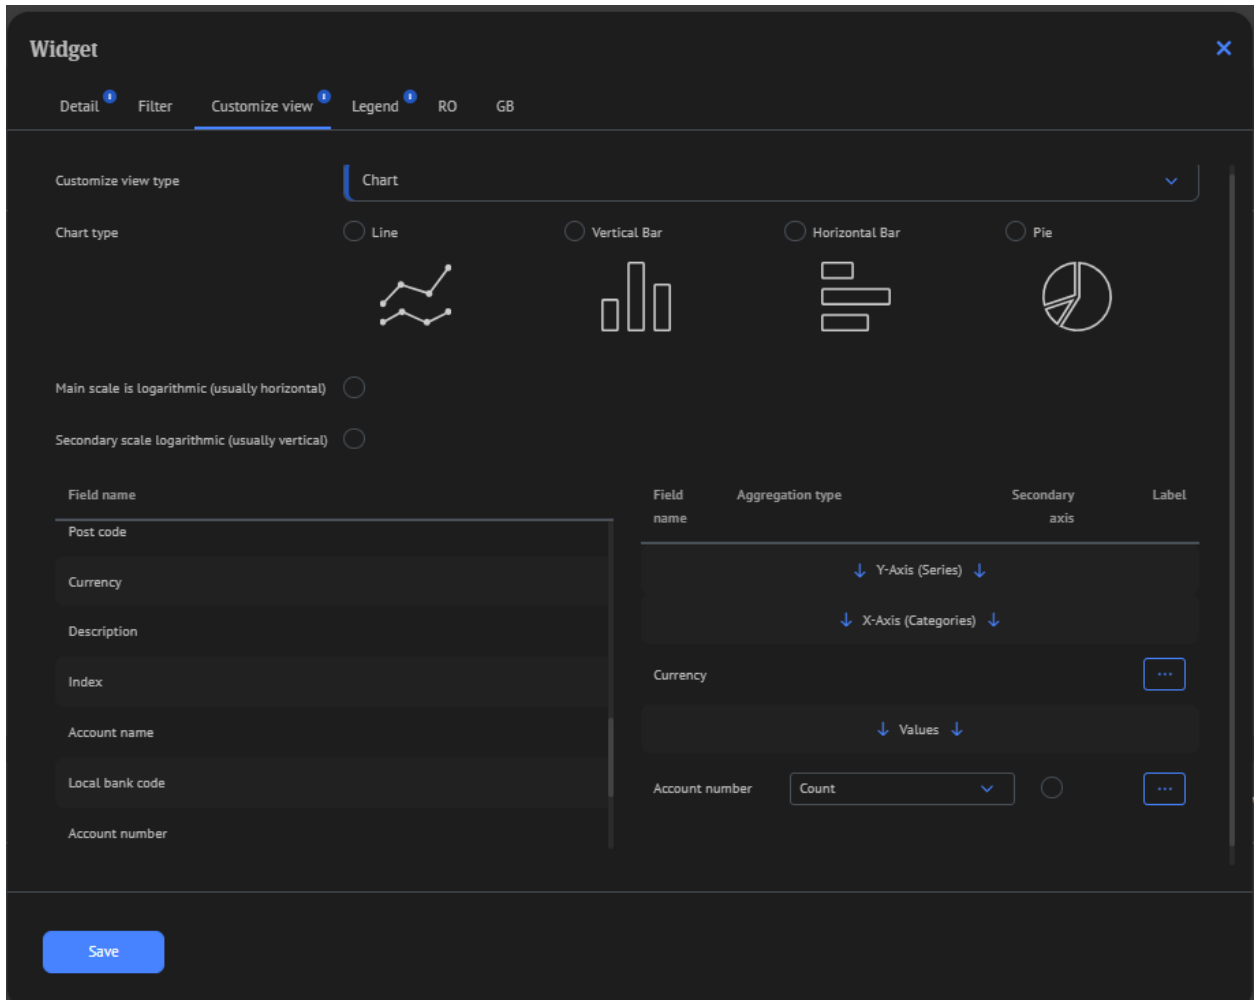 Widget
Detail Filter Customize view Legend RO GB
Customize view type Chart
Chart type Line Vertical Bar Horizontal Bar Pie
Main scale is logarithmic (usually horizontal)
Secondary scale logarithmic (usually vertical)
Field name
Post code
Currency
Description
Index
Account name
Local bank code
Account number
Field name Aggregation type Secondary axis Label
↓ Y-Axis (Series) ↓
↓ X-Axis (Categories) ↓
Currency ...
↓ Values ↓
Account number Count ...
Save